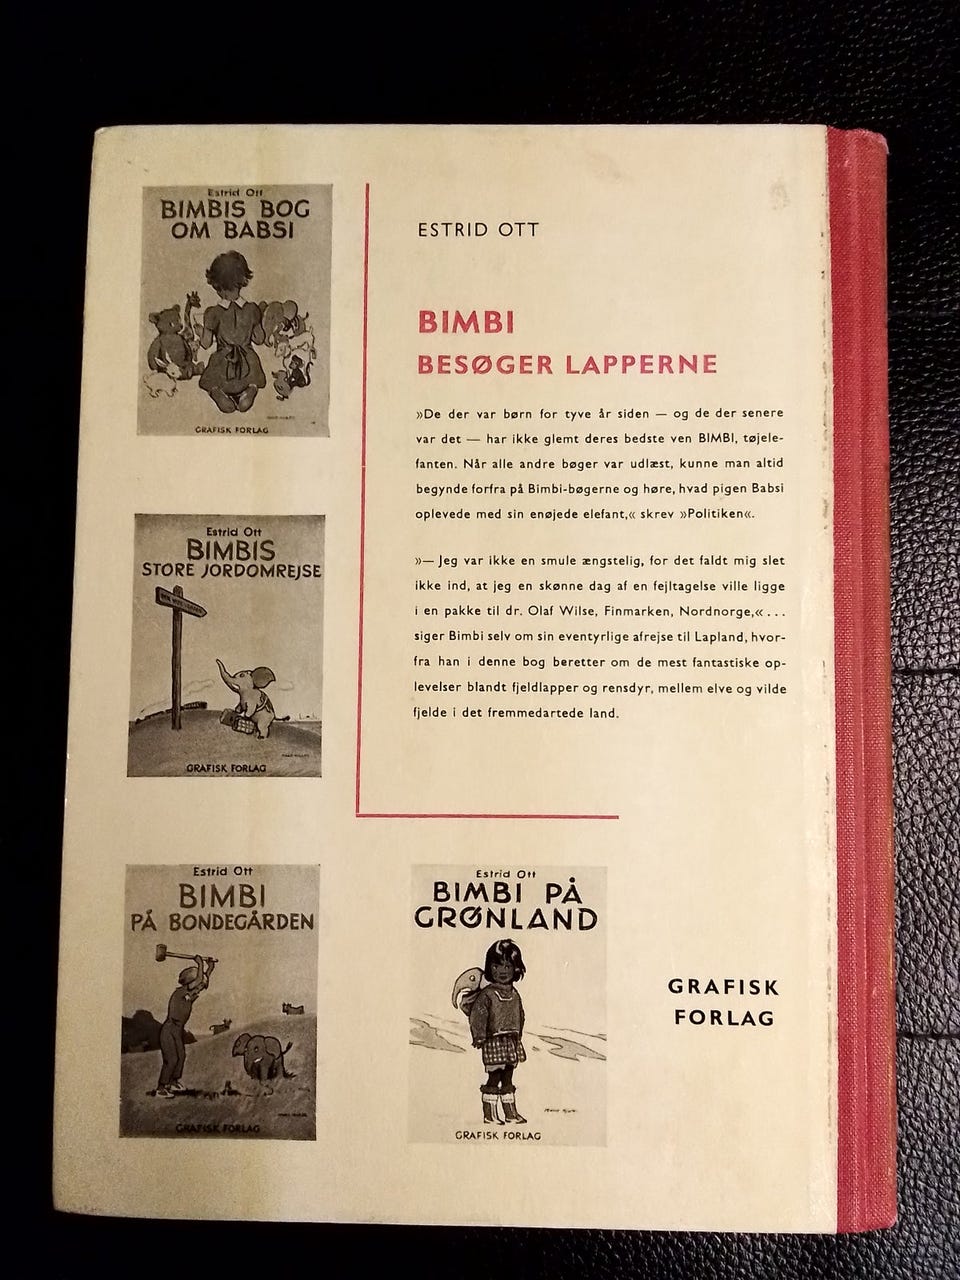 Estrid Ott
BIMBIS BOG
OM BABSI
GRAFISK FORLAG
Estrid Ott
BIMBIS
STORE JORDOMREJSE
GRAFISK FORLAG
Estrid Ott
BIMBI
PÅ BONDEGÅRDEN
GRAFISK FORLAG
ESTRID OTT
BIMBI
BESØGER LAPPERNE
»De der var børn for tyve år siden — og de der senere
var det — har ikke glemt deres bedste ven BIMBI, tøjele-
fanten. Når alle andre bøger var udlæst, kunne man altid
begynde forfra på Bimbi-bøgerne og høre, hvad pigen Babsi
oplevede med sin enøjede elefant,« skrev »Politiken«.
»— Jeg var ikke en smule ængstelig, for det faldt mig slet
ikke ind, at jeg en skønne dag af en fejltagelse ville ligge
i en pakke til dr. Olaf Wilse, Finmarken, Nordnorge,« . . .
siger Bimbi selv om sin eventyrlige afrejse til Lapland, hvor-
fra han i denne bog beretter om de mest fantastiske op-
levelser blandt fjeldlapper og rensdyr, mellem elve og vilde
fjelde i det fremmedartede land.
Estrid Ott
BIMBI PÅ
GRØNLAND
GRAFISK FORLAG
GRAFISK
FORLAG